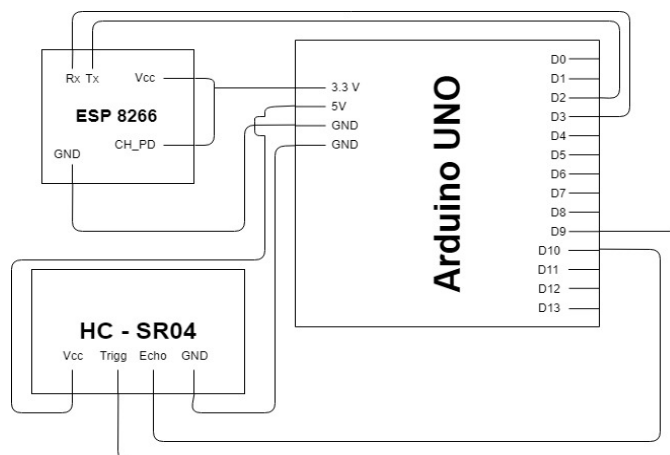 Rx Tx Vcc
ESP 8266
CH_PD
GND
3.3 V
5V
GND
GND
Arduino UNO
D0
D1
D2
D3
D4
D5
D6
D7
D8
D9
D10
D11
D12
D13
HC - SR04
Vcc Trigg Echo GND